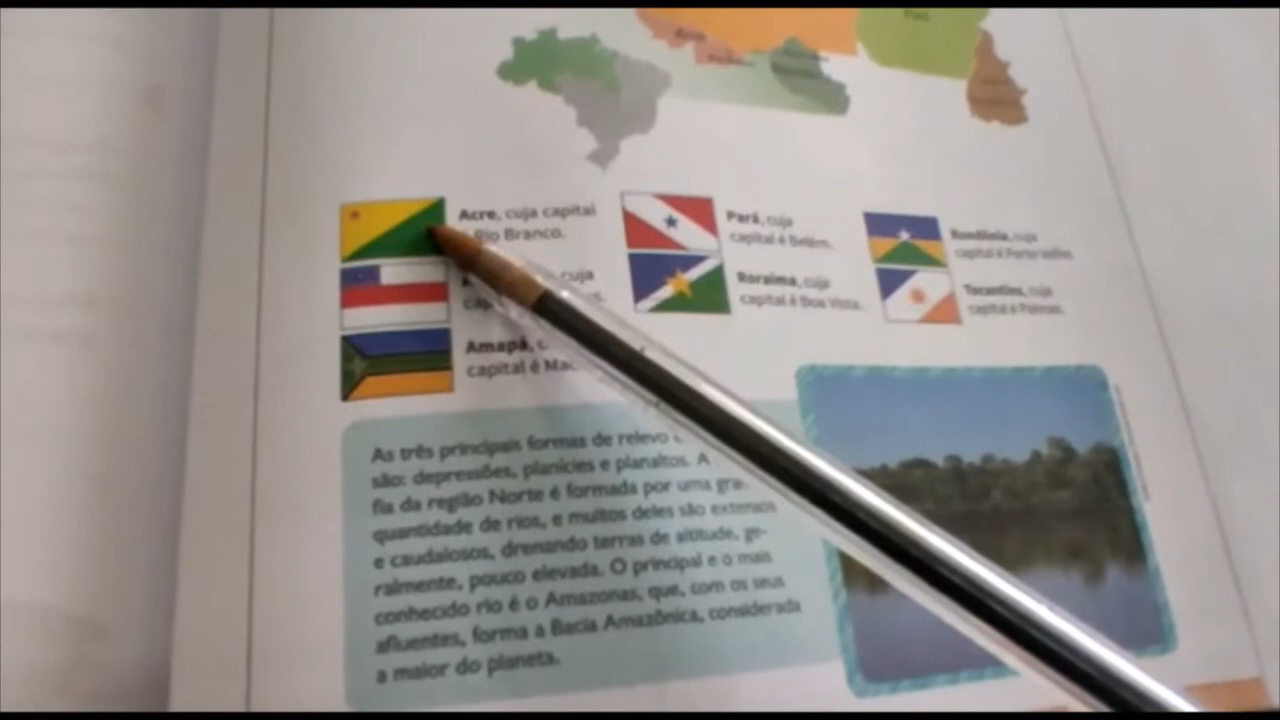 Acre, cuja capital
Rio Branco.
cuja
Amapá,
capital é
Pará, cuja
capital é Belém.
Roraima, cuja
capital é Boa Vista.
Rondônia, cuja
capital é Porto Velho.
Tocantins, cuja
capital é Palmas.
As três principais formas de relevo
são: depressões, planícies e planaltos. A
fia da região Norte é formada por uma
quantidade de rios, e muitos deles são extensos
e caudalosos, drenando terras de altitude, ge-
ralmente, pouco elevada. O principal e o mais
conhecido rio é o Amazonas, que, com os seus
afluentes, forma a Bacia Amazônica, considerada
a maior do planeta.